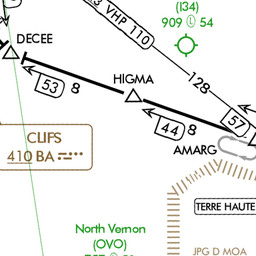 (I34)
909 54
3 VHP 110
DECEE
128
HIGMA
53 8
44 8
57
CLIFS
410 BA
AMARG
TERRE HAUTE
North Vernon
(OVO)
JPG D MOA